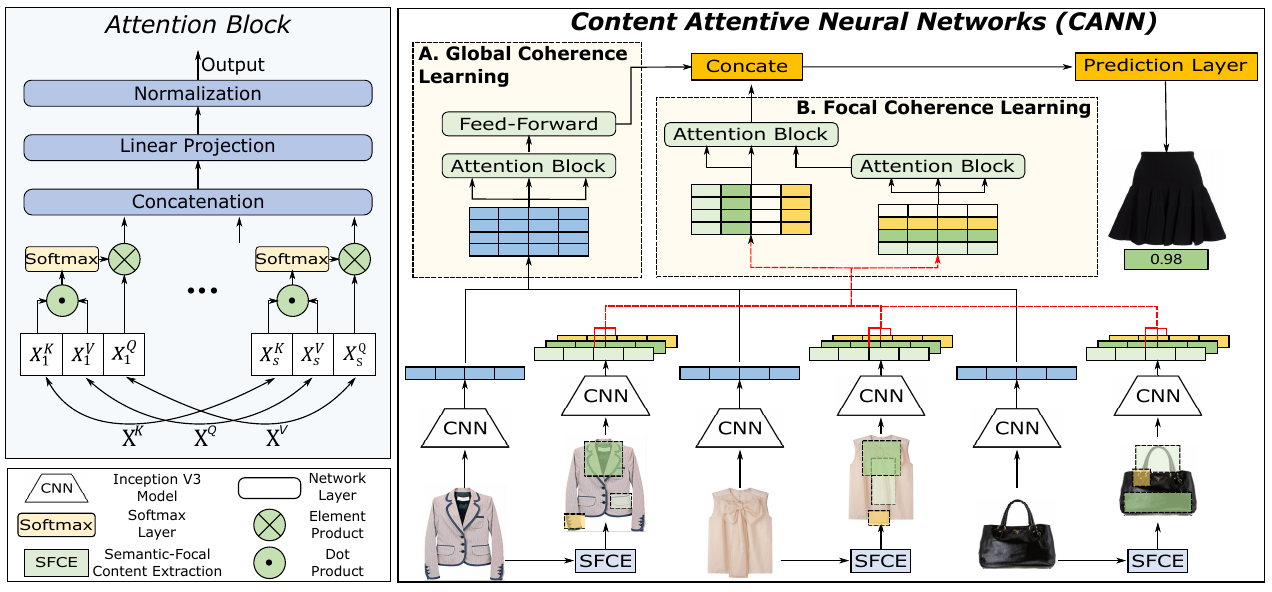 Attention Block
Output
Normalization
Linear Projection
Concatenation
Softmax
Softmax
X_1^K X_1^V X_1^Q
X_s^K X_s^V X_s^Q
X^K X^Q X^V
CNN
Inception V3
Model
Network
Layer
Softmax
Softmax
Layer
Element
Product
SFCE
Semantic-Focal
Content Extraction
Dot
Product
Content Attentive Neural Networks (CANN)
A. Global Coherence
Learning
Concate
Prediction Layer
B. Focal Coherence Learning
Feed-Forward
Attention Block
Attention Block
Attention Block
0.98
CNN
CNN
CNN
CNN
CNN
CNN
SFCE
SFCE
SFCE